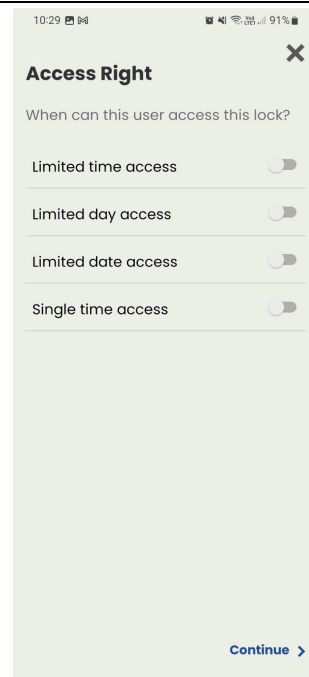 10:29
91%
Access Right
When can this user access this lock?
Limited time access
Limited day access
Limited date access
Single time access
Continue